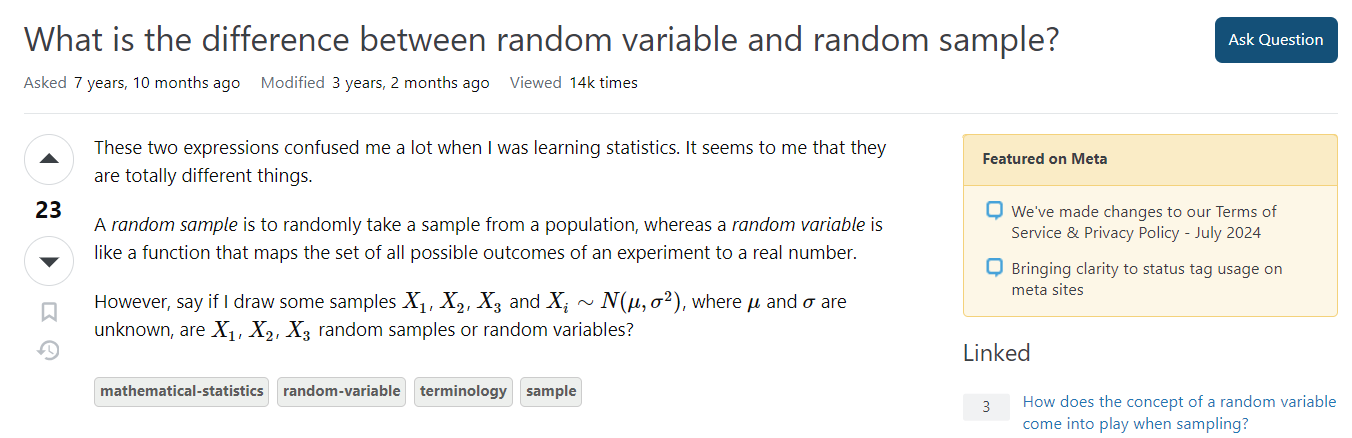 What is the difference between random variable and random sample?
Ask Question
Asked 7 years, 10 months ago Modified 3 years, 2 months ago Viewed 14k times
23
These two expressions confused me a lot when I was learning statistics. It seems to me that they
are totally different things.
A random sample is to randomly take a sample from a population, whereas a random variable is
like a function that maps the set of all possible outcomes of an experiment to a real number.
However, say if I draw some samples X₁, X₂, X₃ and Xᵢ ∼ N(μ, σ²), where μ and σ are
unknown, are X₁, X₂, X₃ random samples or random variables?
mathematical-statistics random-variable terminology sample
Featured on Meta
We've made changes to our Terms of
Service & Privacy Policy - July 2024
Bringing clarity to status tag usage on
meta sites
Linked
3 How does the concept of a random variable
come into play when sampling?